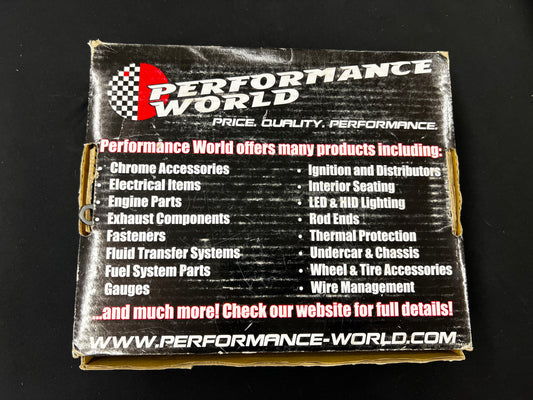 PERFORMANCE
WORLD
PRICE. QUALITY. PERFORMANCE.
Performance World offers many products including:
• Chrome Accessories
• Electrical Items
• Engine Parts
• Exhaust Components
• Fasteners
• Fluid Transfer Systems
• Fuel System Parts
• Gauges
• Ignition and Distributors
• Interior Seating
• LED & HID Lighting
• Rod Ends
• Thermal Protection
• Undercar & Chassis
• Wheel & Tire Accessories
• Wire Management
...and much more! Check our website for full details!
WWW.PERFORMANCE-WORLD.COM